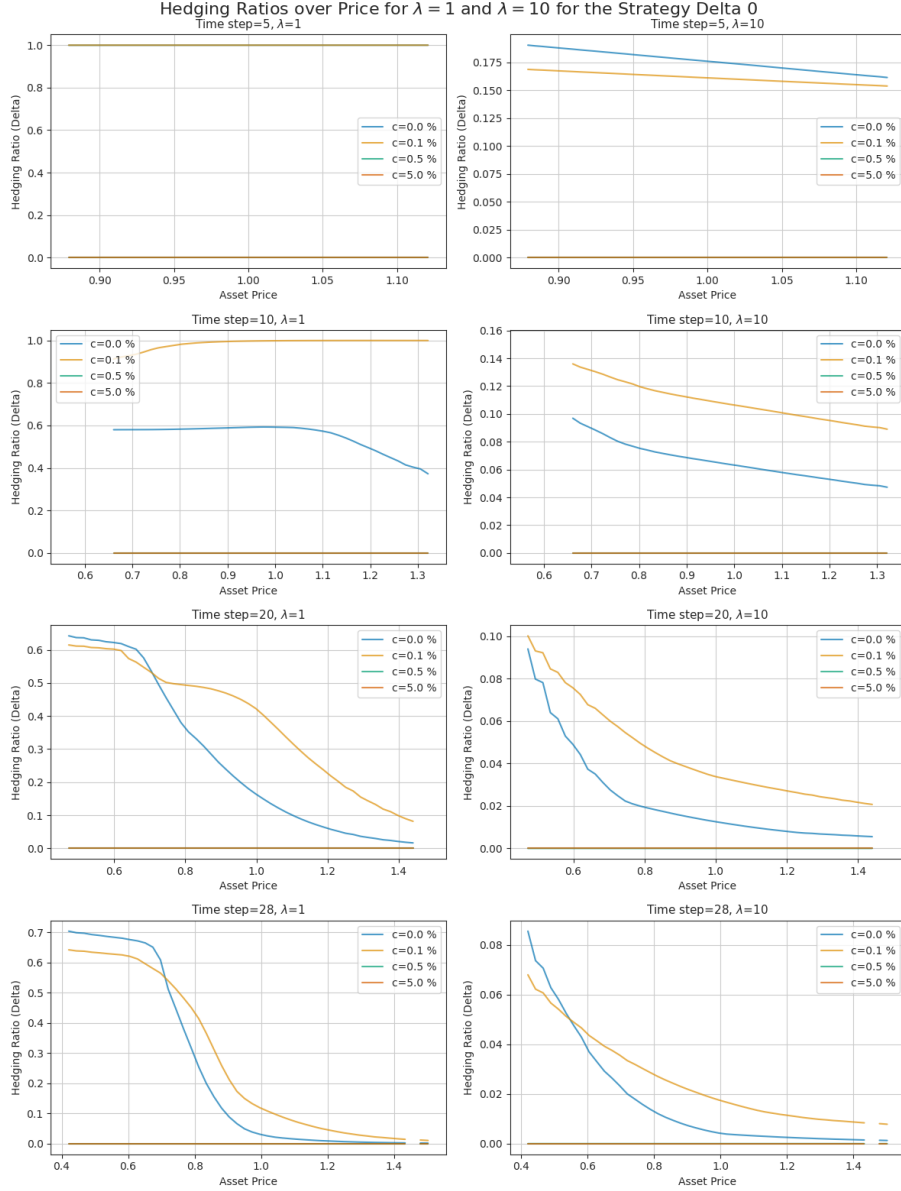 Hedging Ratios over Price for λ = 1 and λ = 10 for the Strategy Delta 0
Time step=5, λ=1
Hedging Ratio (Delta)
1.0
0.8
0.6
0.4
0.2
0.0
c=0.0 %
c=0.1 %
c=0.5 %
c=5.0 %
0.90 0.95 1.00 1.05 1.10
Asset Price
Time step=5, λ=10
Hedging Ratio (Delta)
0.175
0.150
0.125
0.100
0.075
0.050
0.025
0.000
c=0.0 %
c=0.1 %
c=0.5 %
c=5.0 %
0.90 0.95 1.00 1.05 1.10
Asset Price
Time step=10, λ=1
Hedging Ratio (Delta)
1.0
0.8
0.6
0.4
0.2
0.0
c=0.0 %
c=0.1 %
c=0.5 %
c=5.0 %
0.6 0.7 0.8 0.9 1.0 1.1 1.2 1.3
Asset Price
Time step=10, λ=10
Hedging Ratio (Delta)
0.16
0.14
0.12
0.10
0.08
0.06
0.04
0.02
0.00
c=0.0 %
c=0.1 %
c=0.5 %
c=5.0 %
0.6 0.7 0.8 0.9 1.0 1.1 1.2 1.3
Asset Price
Time step=20, λ=1
Hedging Ratio (Delta)
0.6
0.5
0.4
0.3
0.2
0.1
0.0
c=0.0 %
c=0.1 %
c=0.5 %
c=5.0 %
0.6 0.8 1.0 1.2 1.4
Asset Price
Time step=20, λ=10
Hedging Ratio (Delta)
0.10
0.08
0.06
0.04
0.02
0.00
c=0.0 %
c=0.1 %
c=0.5 %
c=5.0 %
0.6 0.8 1.0 1.2 1.4
Asset Price
Time step=28, λ=1
Hedging Ratio (Delta)
0.7
0.6
0.5
0.4
0.3
0.2
0.1
0.0
c=0.0 %
c=0.1 %
c=0.5 %
c=5.0 %
0.4 0.6 0.8 1.0 1.2 1.4
Asset Price
Time step=28, λ=10
Hedging Ratio (Delta)
0.08
0.06
0.04
0.02
0.00
c=0.0 %
c=0.1 %
c=0.5 %
c=5.0 %
0.4 0.6 0.8 1.0 1.2 1.4
Asset Price